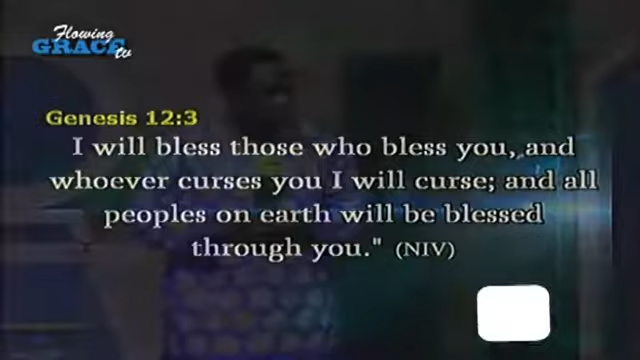 Flowing
GRACE tv
Genesis 12:3
I will bless those who bless you, and
whoever curses you I will curse; and all
peoples on earth will be blessed
through you." (NIV)